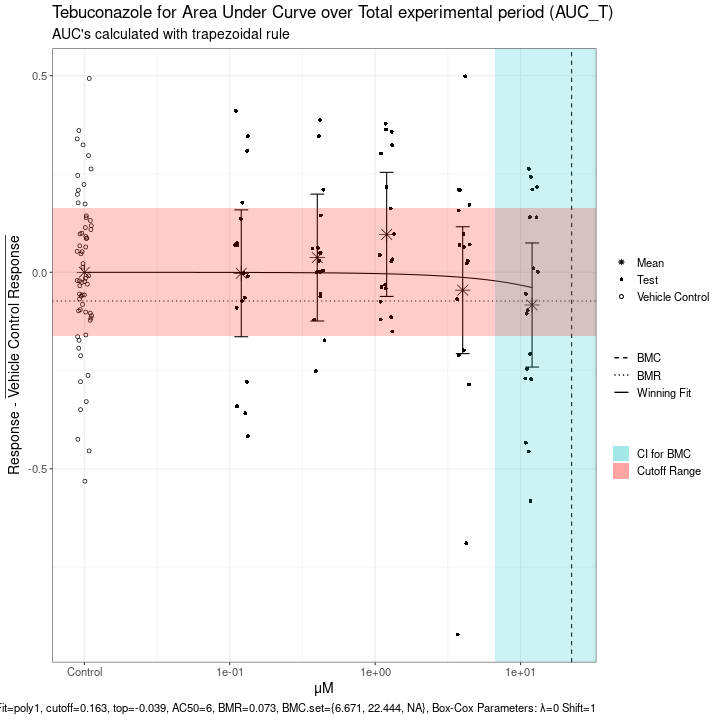 Tebuconazole for Area Under Curve over Total experimental period (AUC_T)
AUC's calculated with trapezoidal rule
Response - Vehicle Control Response
0.5
0.0
-0.5
Control
1e-01
1e+00
1e+01
μM
Mean
Test
Vehicle Control
BMC
BMR
Winning Fit
CI for BMC
Cutoff Range
Fit=poly1, cutoff=0.163, top=-0.039, AC50=6, BMR=0.073, BMC.set={6.671, 22.444, NA}, Box-Cox Parameters: λ=0 Shift=1